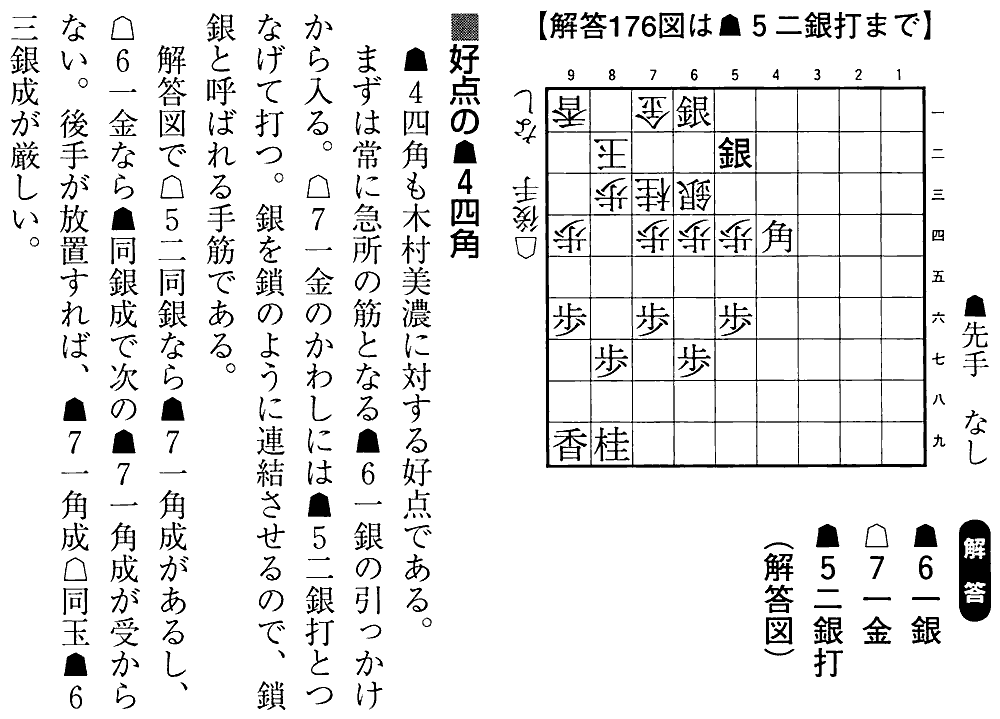 解答
☗6一銀
☖7一金
☗5二銀打
(解答図)
【解答176図は☗5二銀打まで】
9 8 7 6 5 4 3 2 1
香 金 銀 一
王 銀 二
歩 桂 銀 三
歩 歩 歩 歩 角 四
五
歩 歩 歩 六
歩 歩 七
八
香 桂 九
☗先手 なし
☖後手 なし
■好点の☗4四角
☗4四角も木村美濃に対する好点である。
まずは常に急所の筋となる☗6一銀の引っかけ
から入る。☖7一金のかわしには☗5二銀打とつ
なげて打つ。銀を鎖のように連結させるので、鎖
銀と呼ばれる手筋である。
解答図で☖5二同銀なら☗7一角成があるし、
☖6一金なら☗同銀成で次の☗7一角成が受から
ない。後手が放置すれば、☗7一角成☖同玉☗6
三銀成が厳しい。